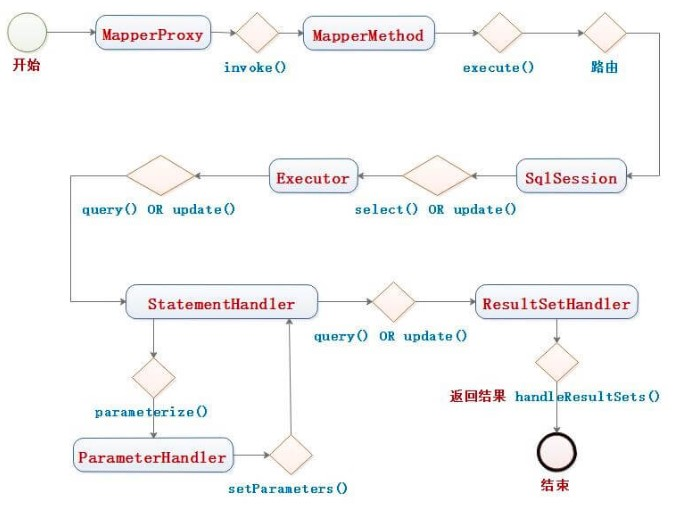 MapperProxy
MapperMethod
开始
invoke()
execute()
路由
Executor
SqlSession
query() OR update()
select() OR update()
StatementHandler
ResultSetHandler
query() OR update()
parameterize()
返回结果 handleResultSets()
ParameterHandler
setParameters()
结束